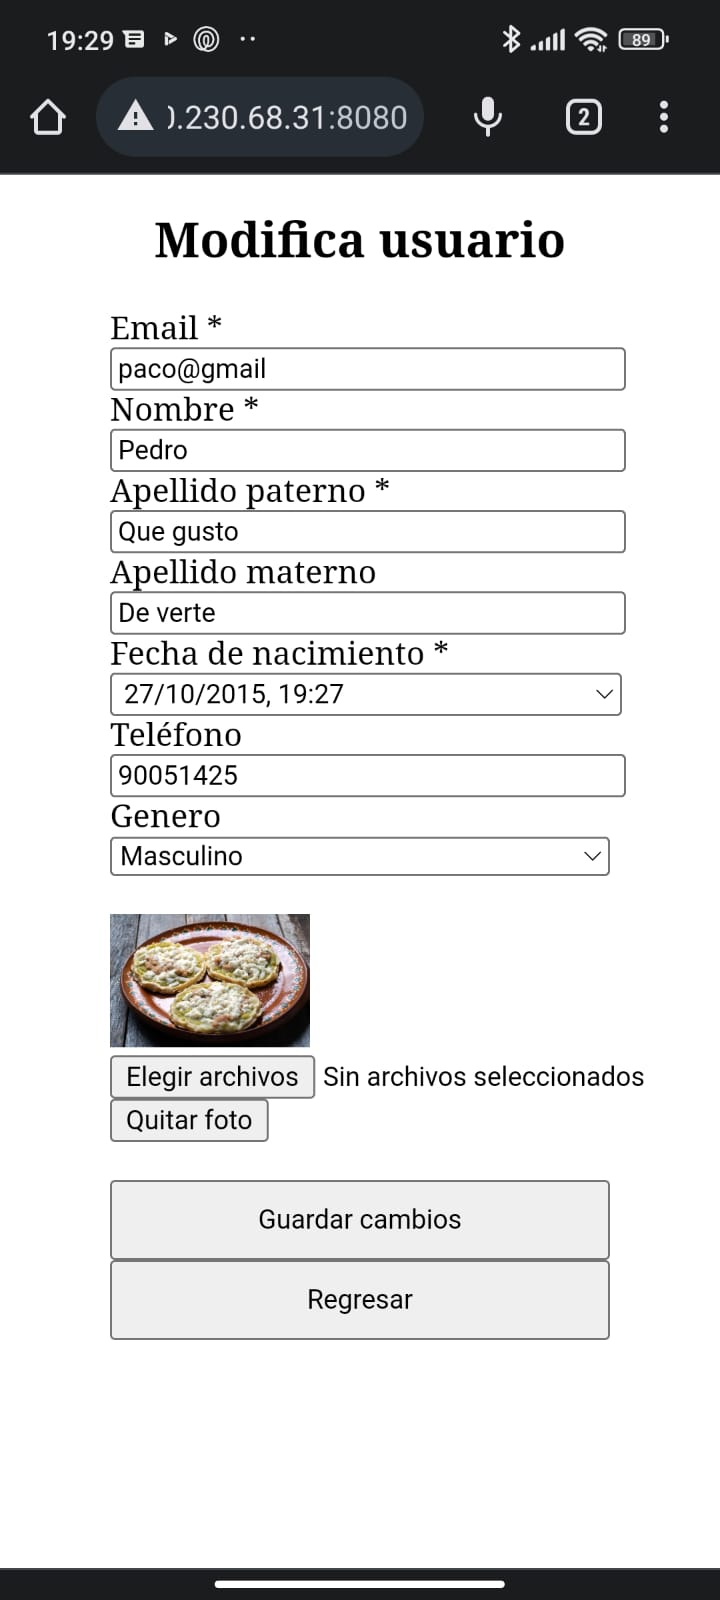 19:29
89
).230.68.31:8080
2
Modifica usuario
Email *
paco@gmail
Nombre *
Pedro
Apellido paterno *
Que gusto
Apellido materno
De verte
Fecha de nacimiento *
27/10/2015, 19:27
Teléfono
90051425
Genero
Masculino
Elegir archivos Sin archivos seleccionados
Quitar foto
Guardar cambios
Regresar